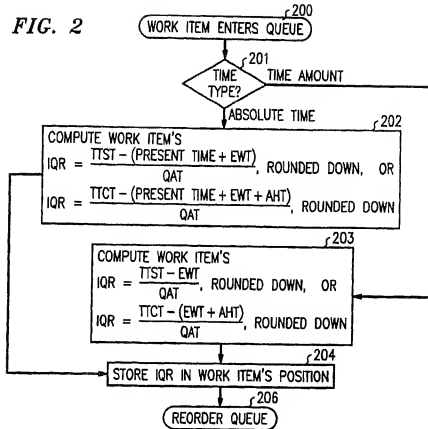 FIG. 2
200
WORK ITEM ENTERS QUEUE
201
TIME TYPE?
TIME AMOUNT
ABSOLUTE TIME
202
COMPUTE WORK ITEM'S
IQR = TTST – (PRESENT TIME + EWT) / QAT, ROUNDED DOWN, OR
IQR = TTCT – (PRESENT TIME + EWT + AHT) / QAT, ROUNDED DOWN
203
COMPUTE WORK ITEM'S
IQR = TTST – EWT / QAT, ROUNDED DOWN, OR
IQR = TTCT – (EWT + AHT) / QAT, ROUNDED DOWN
204
STORE IQR IN WORK ITEM'S POSITION
206
REORDER QUEUE